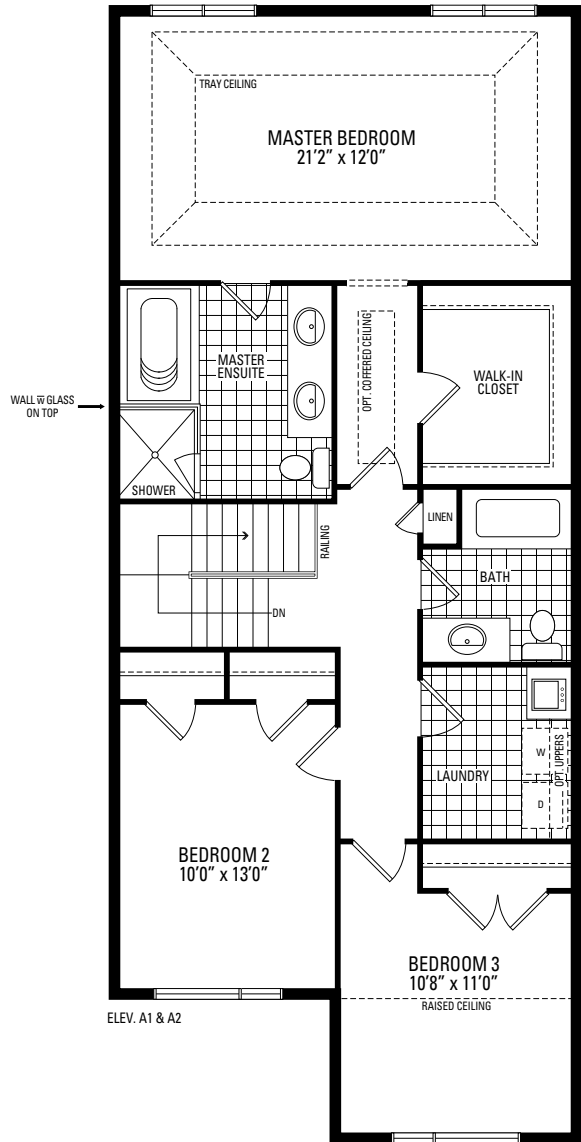 TRAY CEILING
MASTER BEDROOM
21'2" x 12'0"
MASTER
ENSUITE
OPT. COFFERED CEILING
WALK-IN
CLOSET
WALL w̅ GLASS
ON TOP
SHOWER
RAILING
LINEN
BATH
DN
W
OPT. UPPERS
LAUNDRY
D
BEDROOM 2
10'0" x 13'0"
BEDROOM 3
10'8" x 11'0"
RAISED CEILING
ELEV. A1 & A2